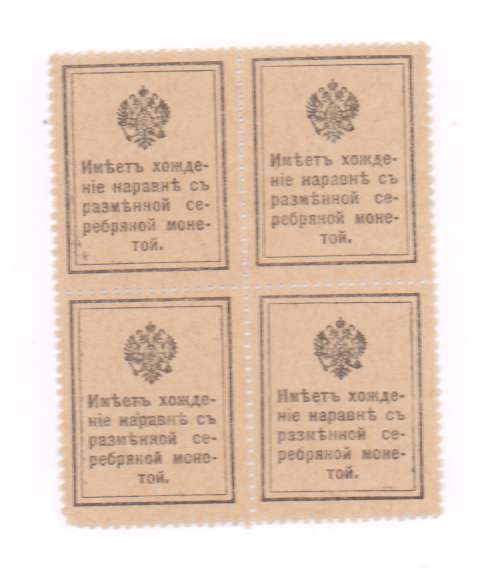 Имѣетъ хожде-
ніе наравнѣ съ
размѣнной се-
ребряной моне-
той.
Имѣетъ хожде-
ніе наравнѣ съ
размѣнной се-
ребряной моне-
той.
Имѣетъ хожде-
ніе наравнѣ съ
размѣнной се-
ребряной моне-
той.
Имѣетъ хожде-
ніе наравнѣ съ
размѣнной се-
ребряной моне-
той.